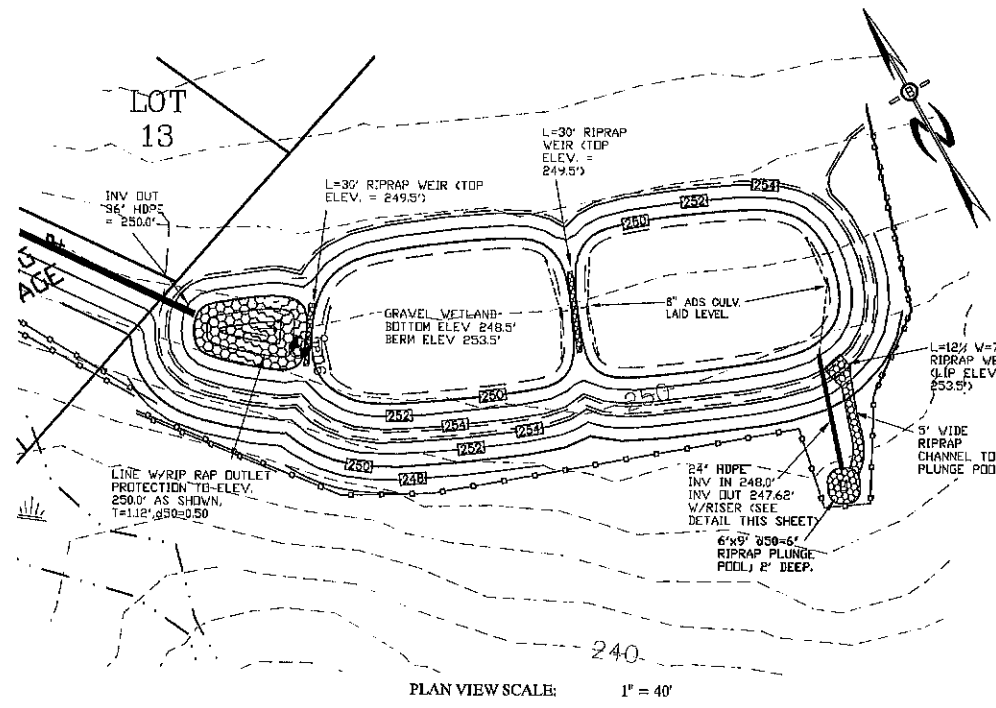 LOT
13
L=30' RIPRAP
WEIR (TOP
ELEV. =
249.5')
INV OUT
36" HDPE
= 250.0'
L=30' RIPRAP WEIR (TOP
ELEV. = 249.5')
254
252
250
N
AGE
GRAVEL WETLAND
BOTTOM ELEV 248.5'
BERM ELEV 253.5'
8" ADS CULV.
LAID LEVEL
RIPRAP WE
(LIP ELEV
253.5')
250
252
250
254
254
252
250
248
5' WIDE
RIPRAP
CHANNEL TO
PLUNGE POO
LINE W/RIP RAP OUTLET
PROTECTION TO ELEV.
250.0' AS SHOWN,
T=1.12', d50=0.50
24" HDPE
INV IN 248.0'
INV OUT 247.62'
W/RISER (SEE
DETAIL THIS SHEET)
6'x9' d50=6"
RIPRAP PLUNGE
POOL; 2' DEEP.
240
PLAN VIEW SCALE: 1" = 40'